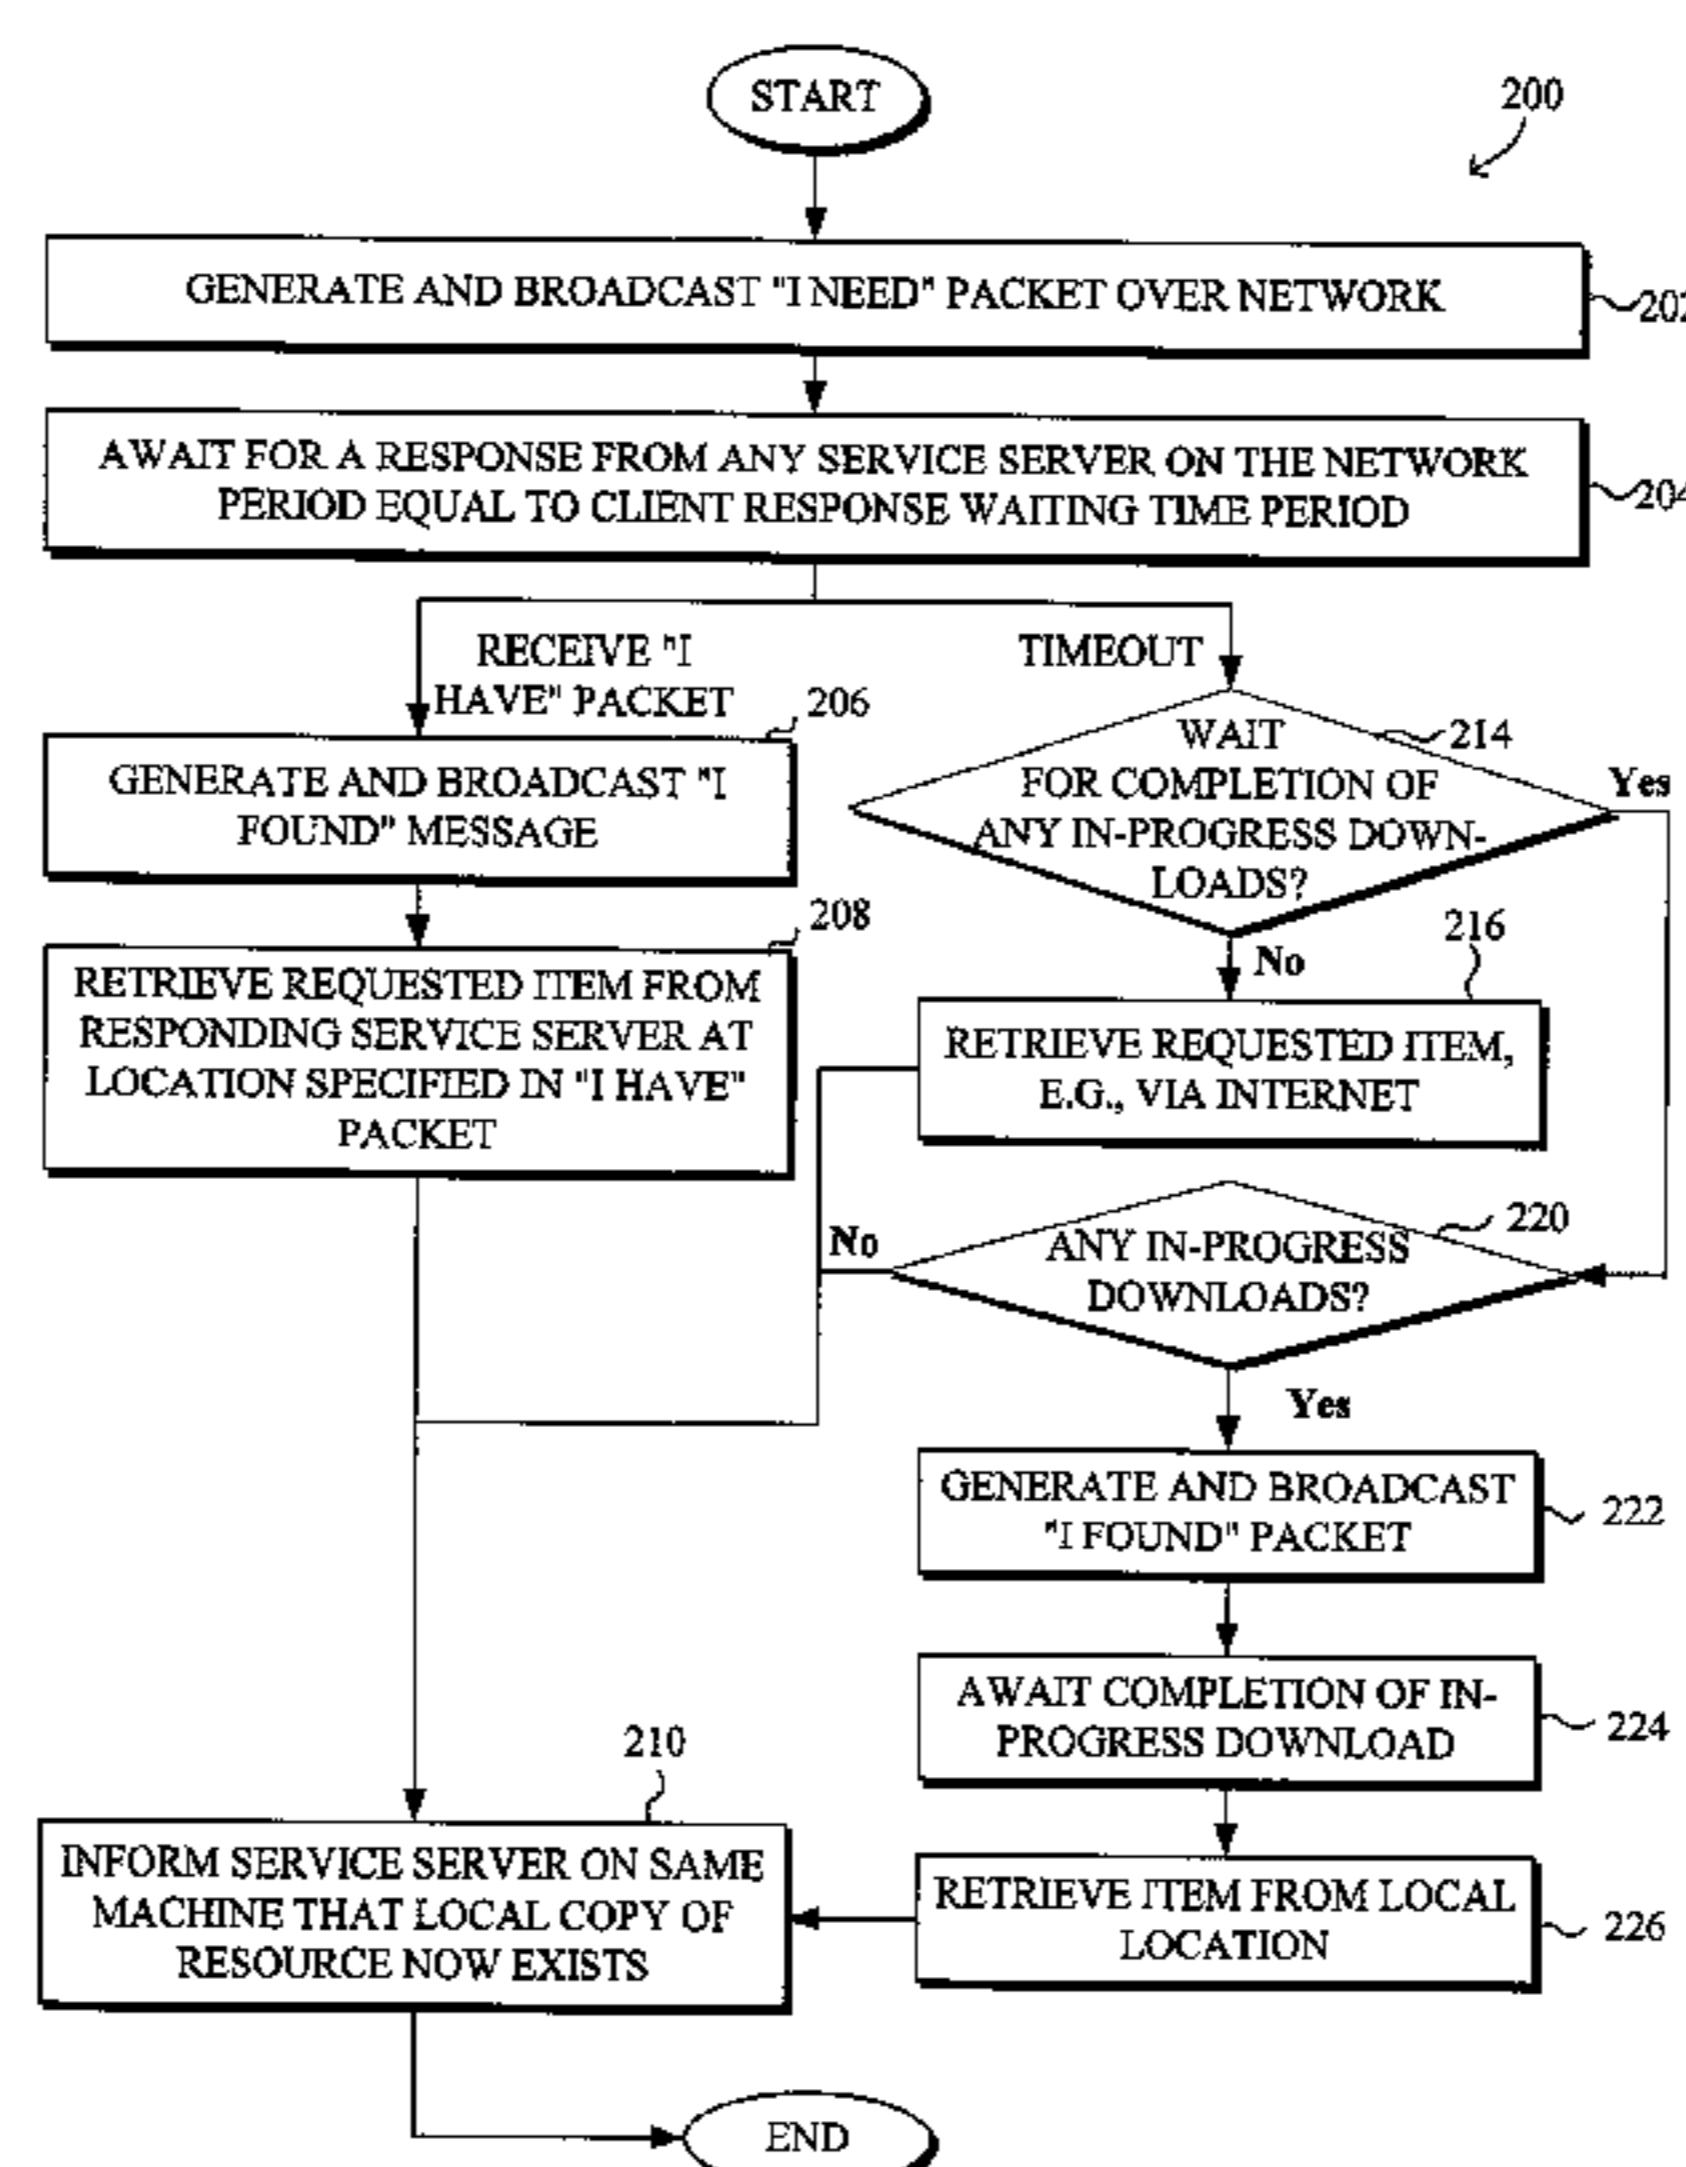 START
200
GENERATE AND BROADCAST "I NEED" PACKET OVER NETWORK
202
AWAIT FOR A RESPONSE FROM ANY SERVICE SERVER ON THE NETWORK
PERIOD EQUAL TO CLIENT RESPONSE WAITING TIME PERIOD
204
RECEIVE "I
HAVE" PACKET
TIMEOUT
206
GENERATE AND BROADCAST "I
FOUND" MESSAGE
WAIT
FOR COMPLETION OF
ANY IN-PROGRESS DOWN-
LOADS?
214
Yes
208
RETRIEVE REQUESTED ITEM FROM
RESPONDING SERVICE SERVER AT
LOCATION SPECIFIED IN "I HAVE"
PACKET
No
216
RETRIEVE REQUESTED ITEM,
E.G., VIA INTERNET
No
ANY IN-PROGRESS
DOWNLOADS?
220
Yes
GENERATE AND BROADCAST
"I FOUND" PACKET
222
AWAIT COMPLETION OF IN-
PROGRESS DOWNLOAD
224
210
INFORM SERVICE SERVER ON SAME
MACHINE THAT LOCAL COPY OF
RESOURCE NOW EXISTS
RETRIEVE ITEM FROM LOCAL
LOCATION
226
END